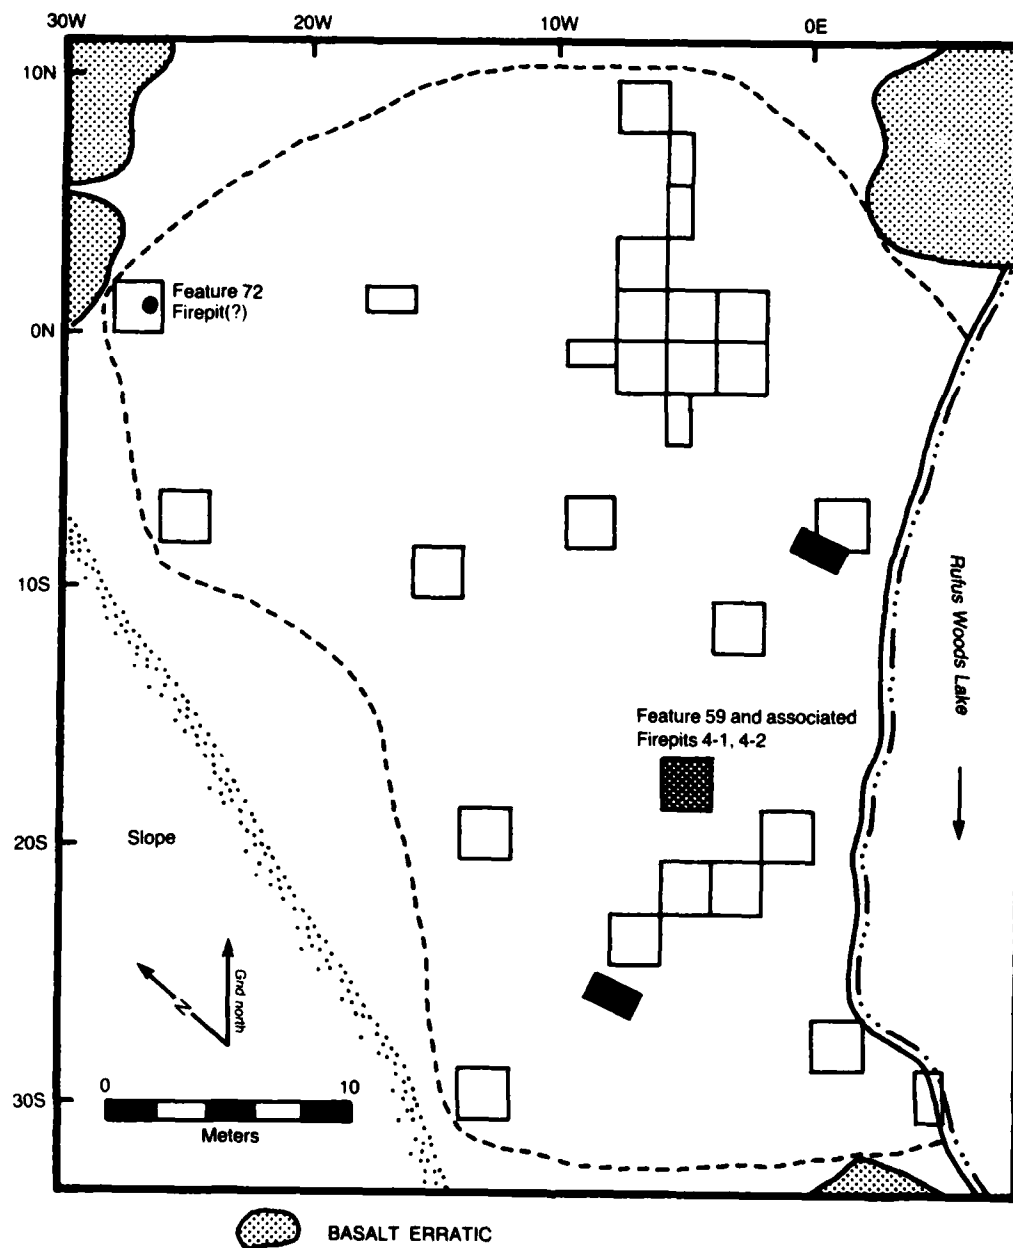 30W 20W 10W 0E
10N
Feature 72
Firepit(?)
0N
10S
Rufus Woods Lake
Feature 59 and associated
Firepits 4-1, 4-2
20S
Slope
N
Grid north
0 10
30S
Meters
BASALT ERRATIC